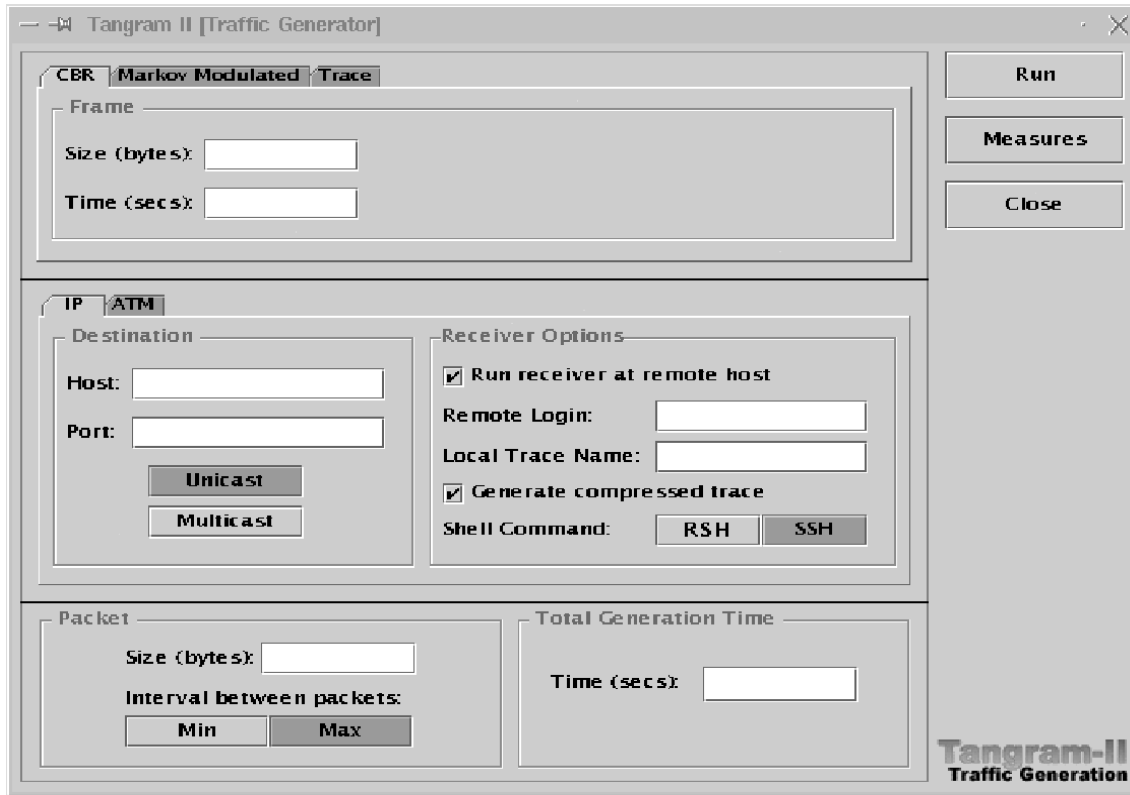 Tangram II [Traffic Generator]
CBR Markov Modulated Trace
Frame
Size (bytes):
Time (secs):
Run
Measures
Close
IP ATM
Destination
Host:
Port:
Unicast
Multicast
Receiver Options
Run receiver at remote host
Remote Login:
Local Trace Name:
Generate compressed trace
Shell Command: RSH SSH
Packet
Size (bytes):
Interval between packets:
Min Max
Total Generation Time
Time (secs):
Tangram-II
Traffic Generation